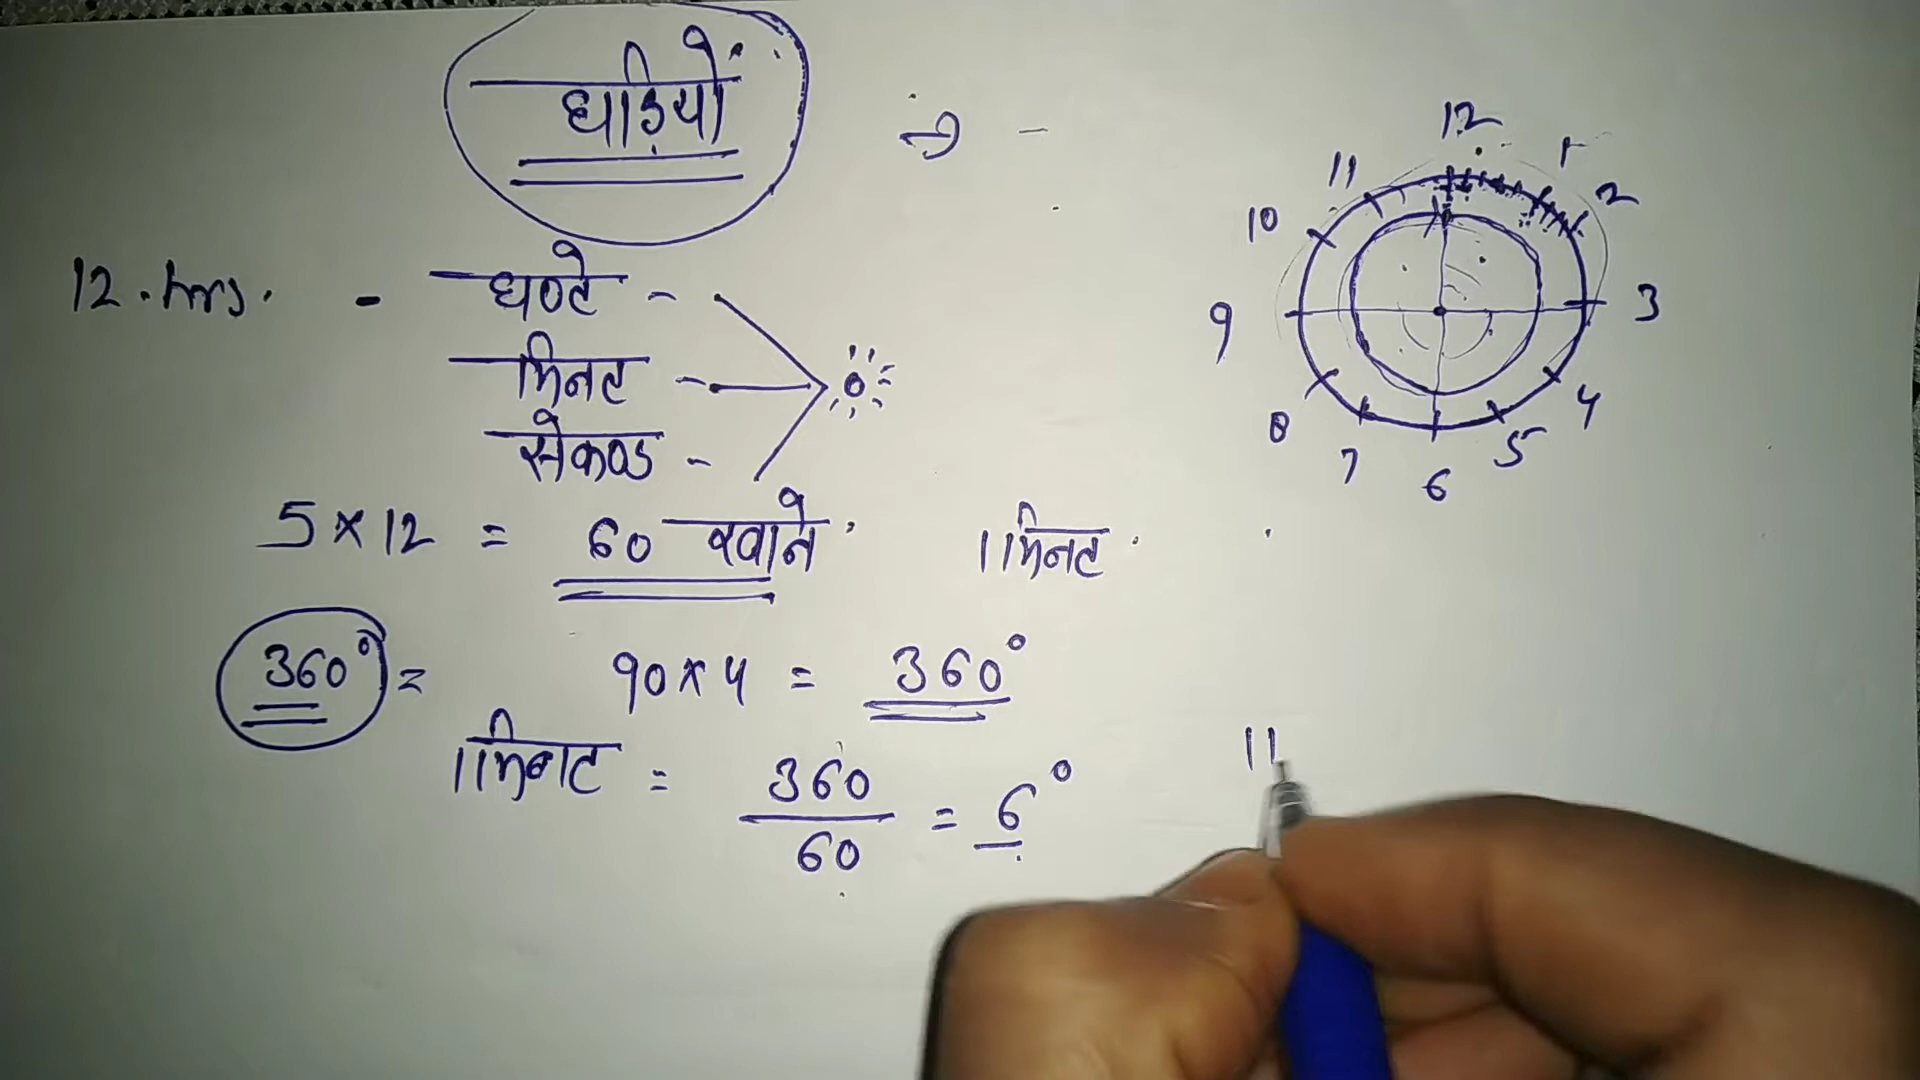 घड़ियों
12 hrs. - घण्टे -
मिनट -
सेकण्ड -
12
1
2
3
4
5
6
7
8
9
10
11
5 × 12 = 60 खाने 1 मिनट
360° = 90 × 4 = 360°
1 मिनट = 360/60 = 6°
11